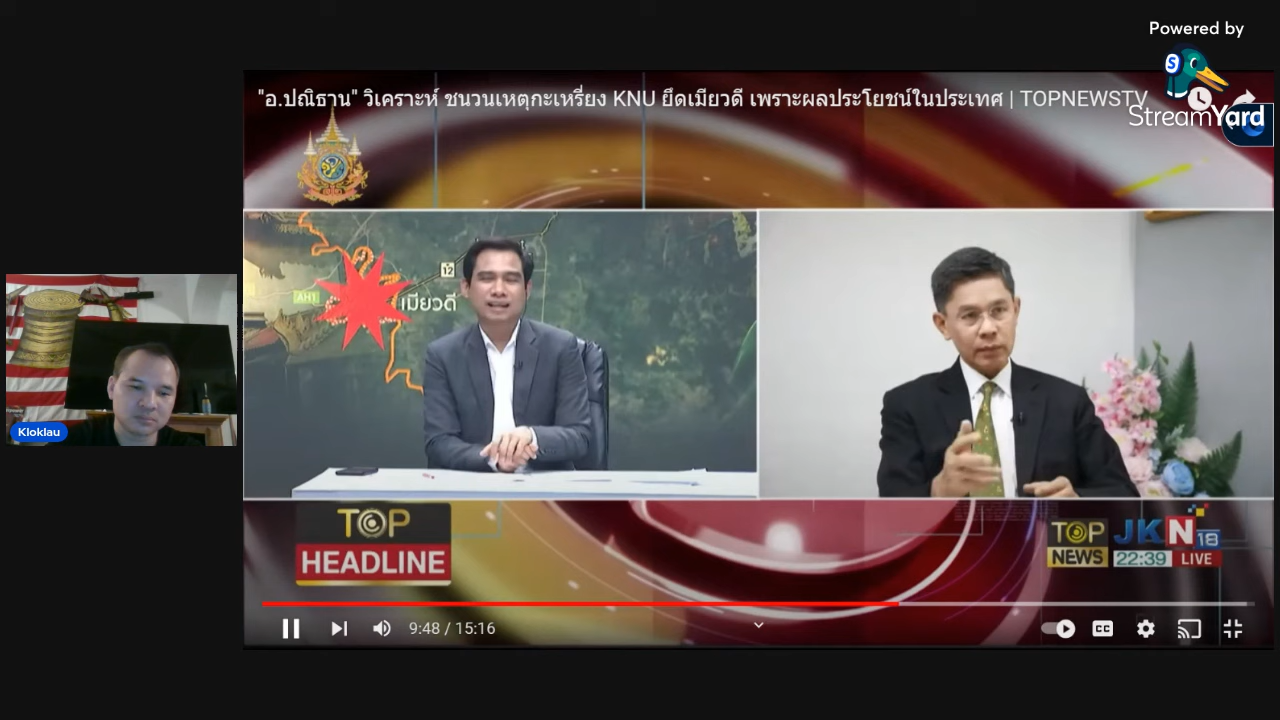 Powered by
StreamYard
"อ.ปณิธาน" วิเคราะห์ ชนวนเหตุกะเหรี่ยง KNU ยึดเมียวดี เพราะผลประโยชน์ในประเทศ | TOPNEWSTV
12
AH1
เมียวดี
Kloklau
TOP
HEADLINE
TOP
NEWS
JKN 18
22:39 LIVE
9:48 / 15:16
CC